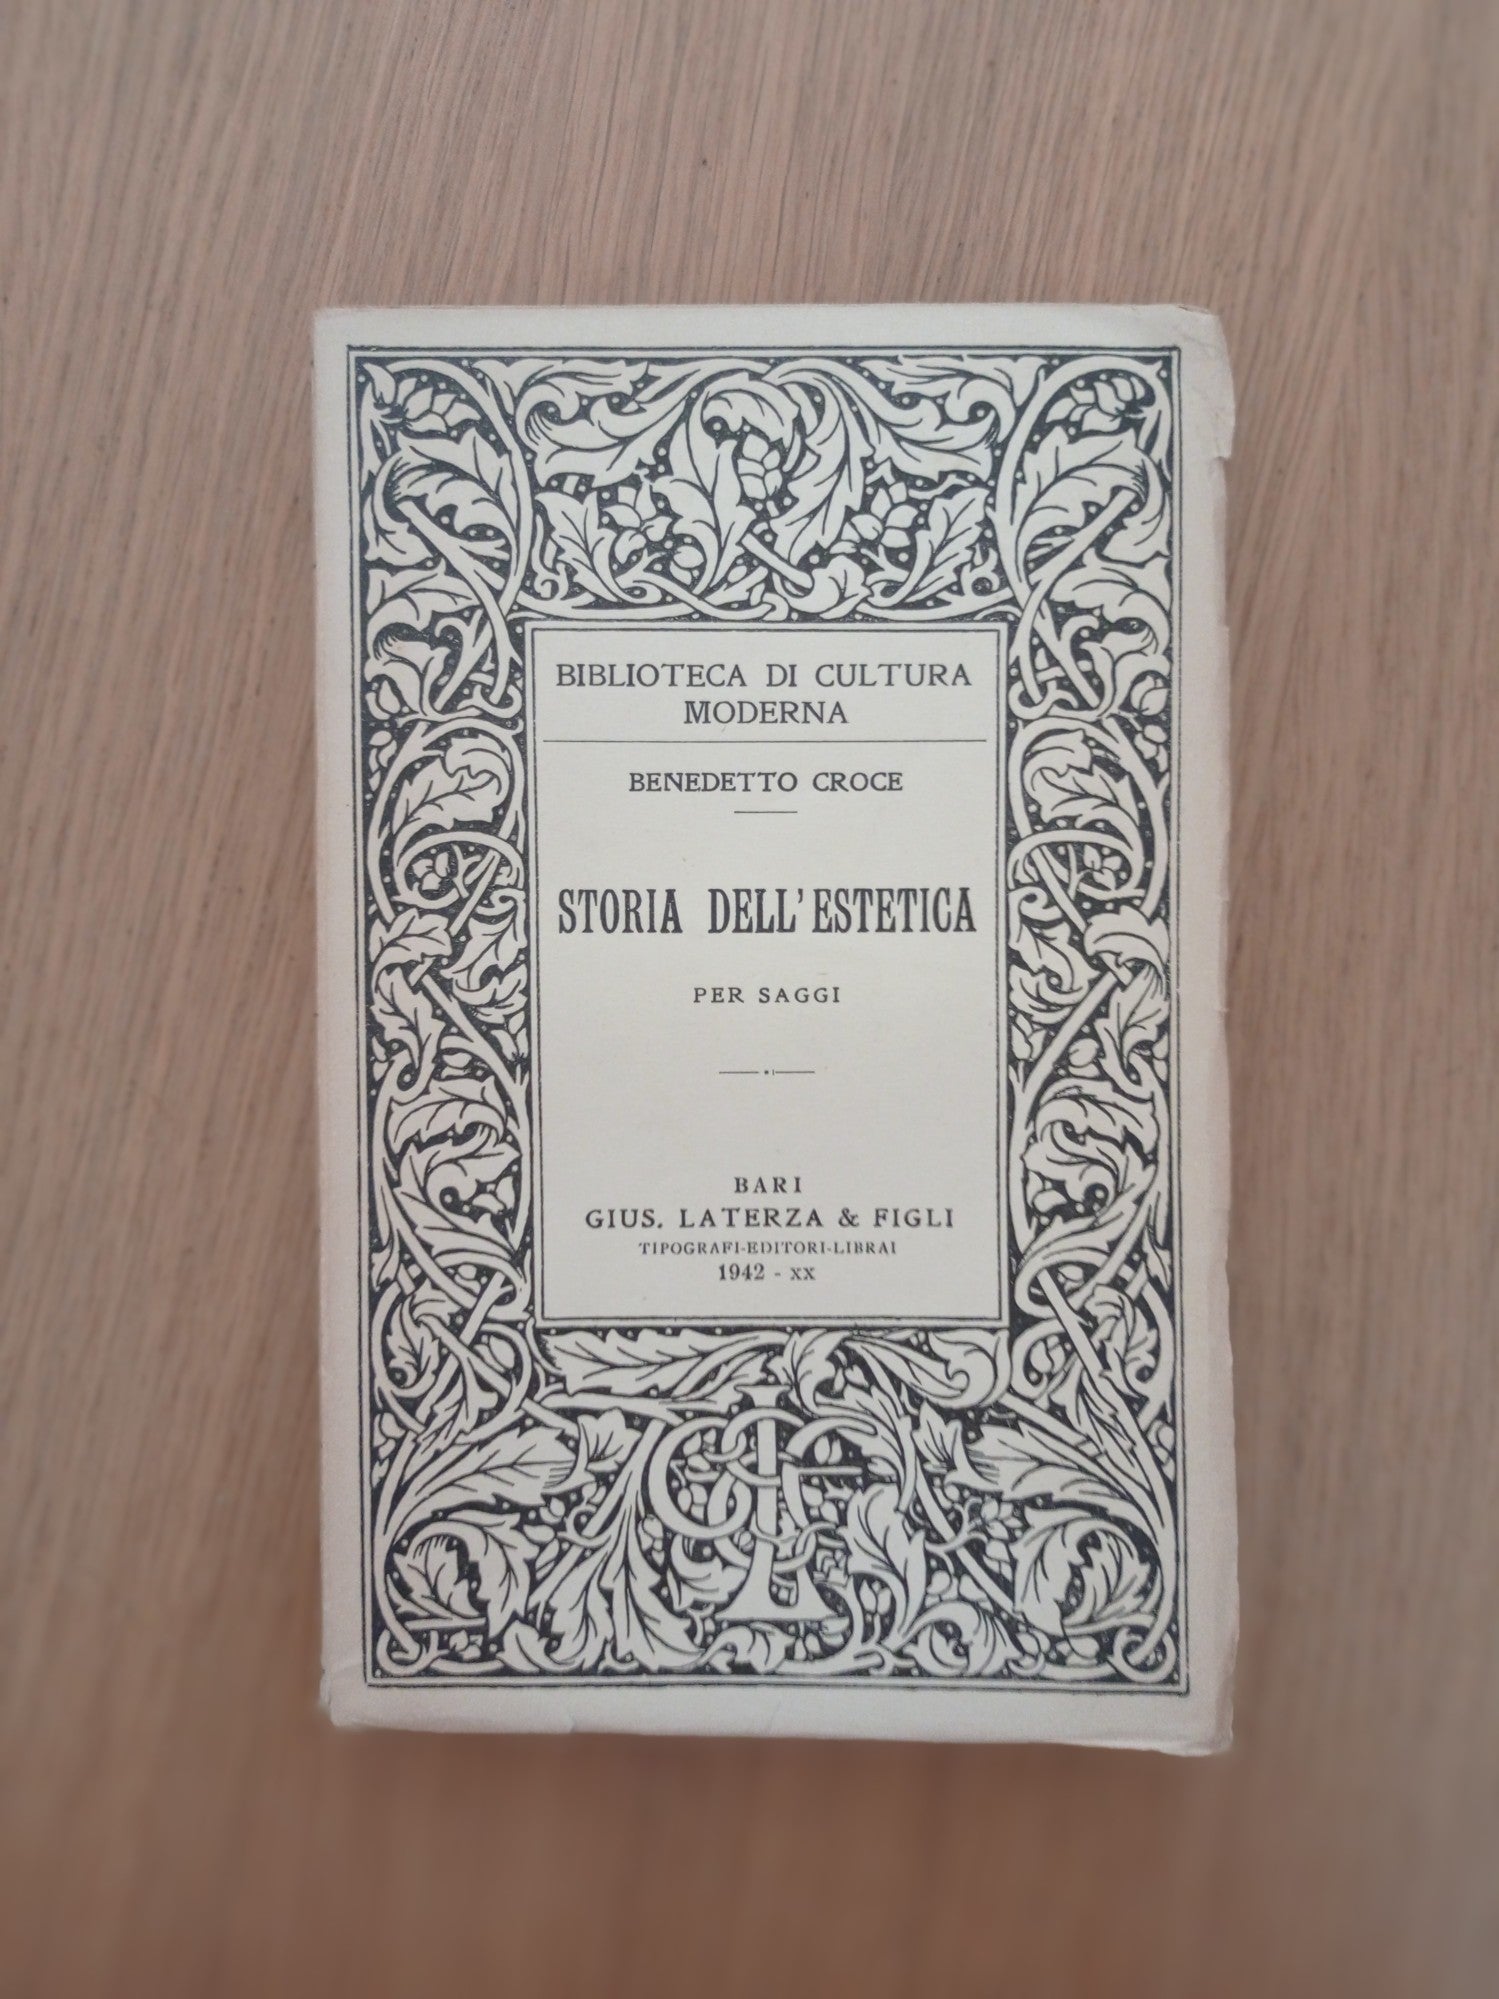 BIBLIOTECA DI CULTURA
MODERNA
BENEDETTO CROCE
STORIA DELL'ESTETICA
PER SAGGI
BARI
GIUS. LATERZA & FIGLI
TIPOGRAFI-EDITORI-LIBRAI
1942 - XX